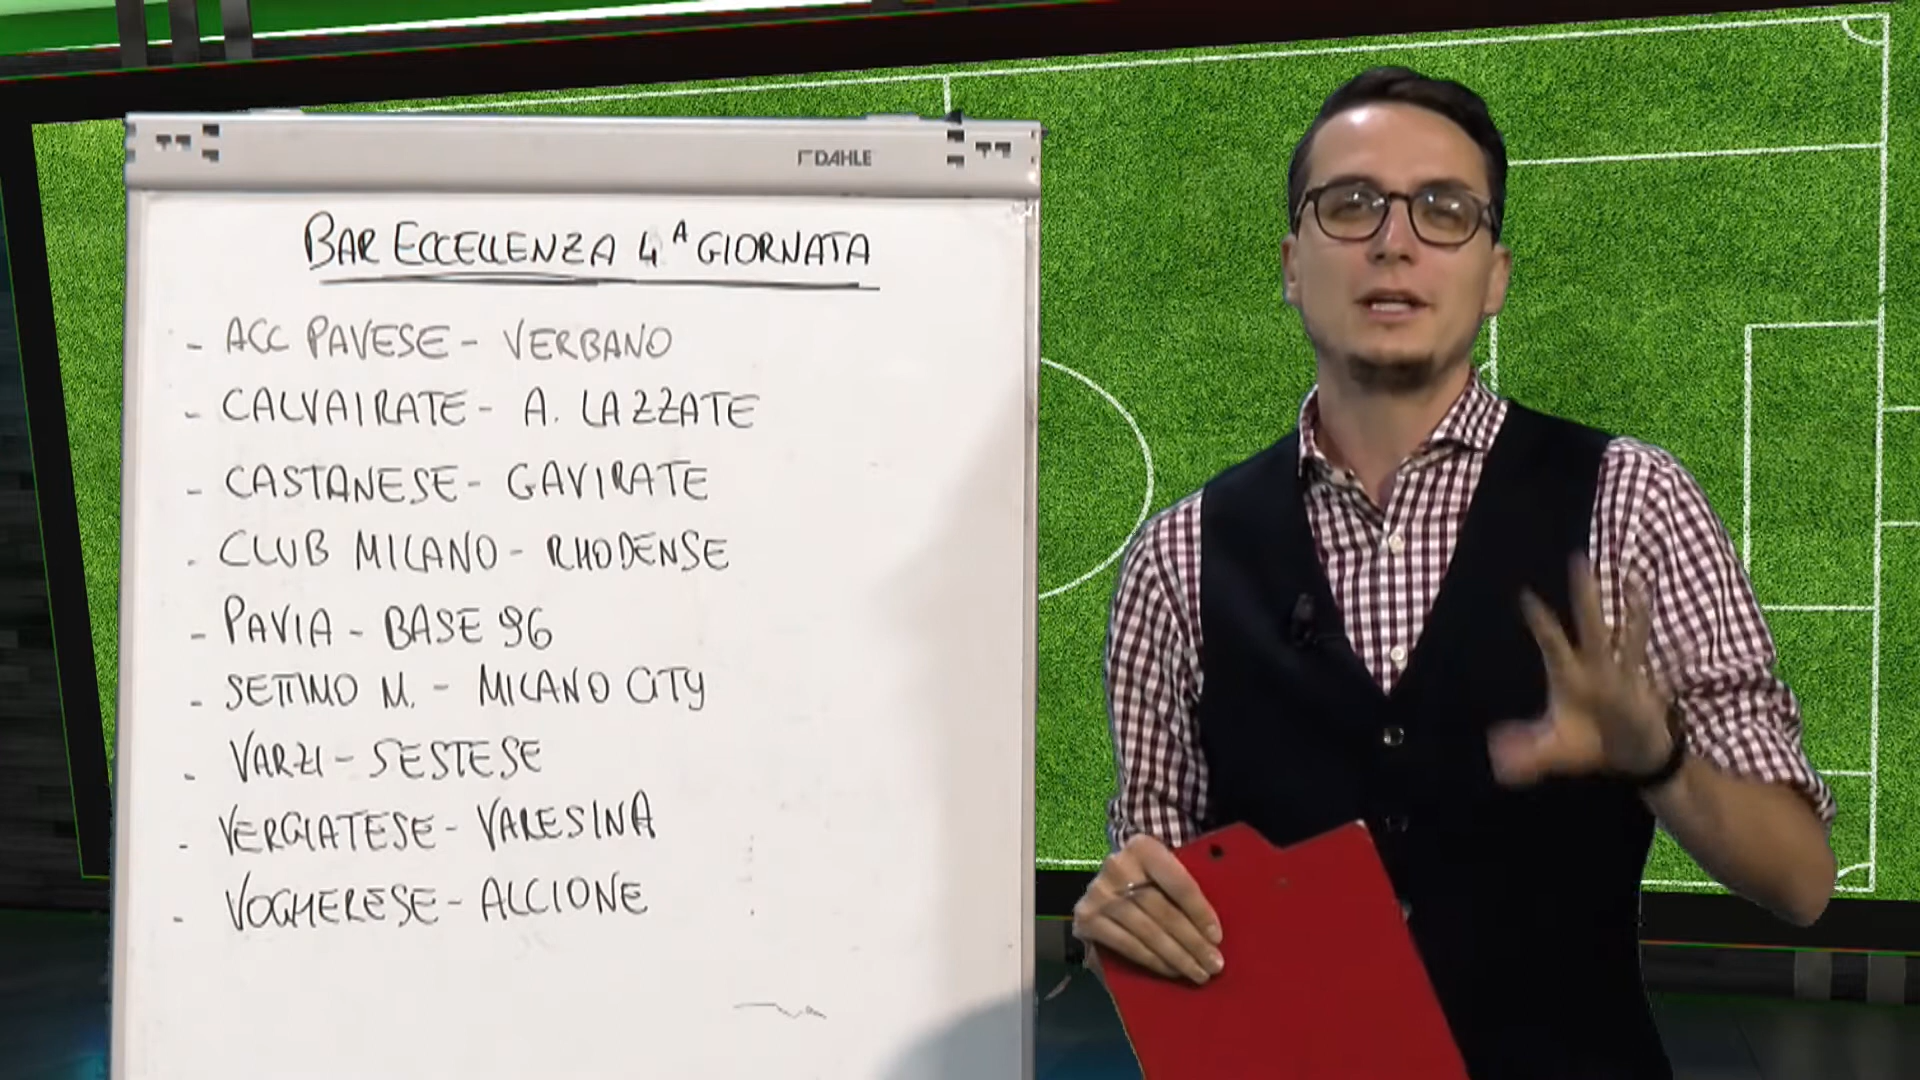 DAHLE
BAR ECCELLENZA 4ª GIORNATA
- ACC PAVESE - VERBANO
- CALVAIRATE - A. LAZZATE
- CASTANESE - GAVIRATE
- CLUB MILANO - RHODENSE
- PAVIA - BASE 96
- SETTIMO M. - MILANO CITY
- VARZI - SESTESE
- VERGIATESE - VARESINA
- VOGHERESE - ALCIONE